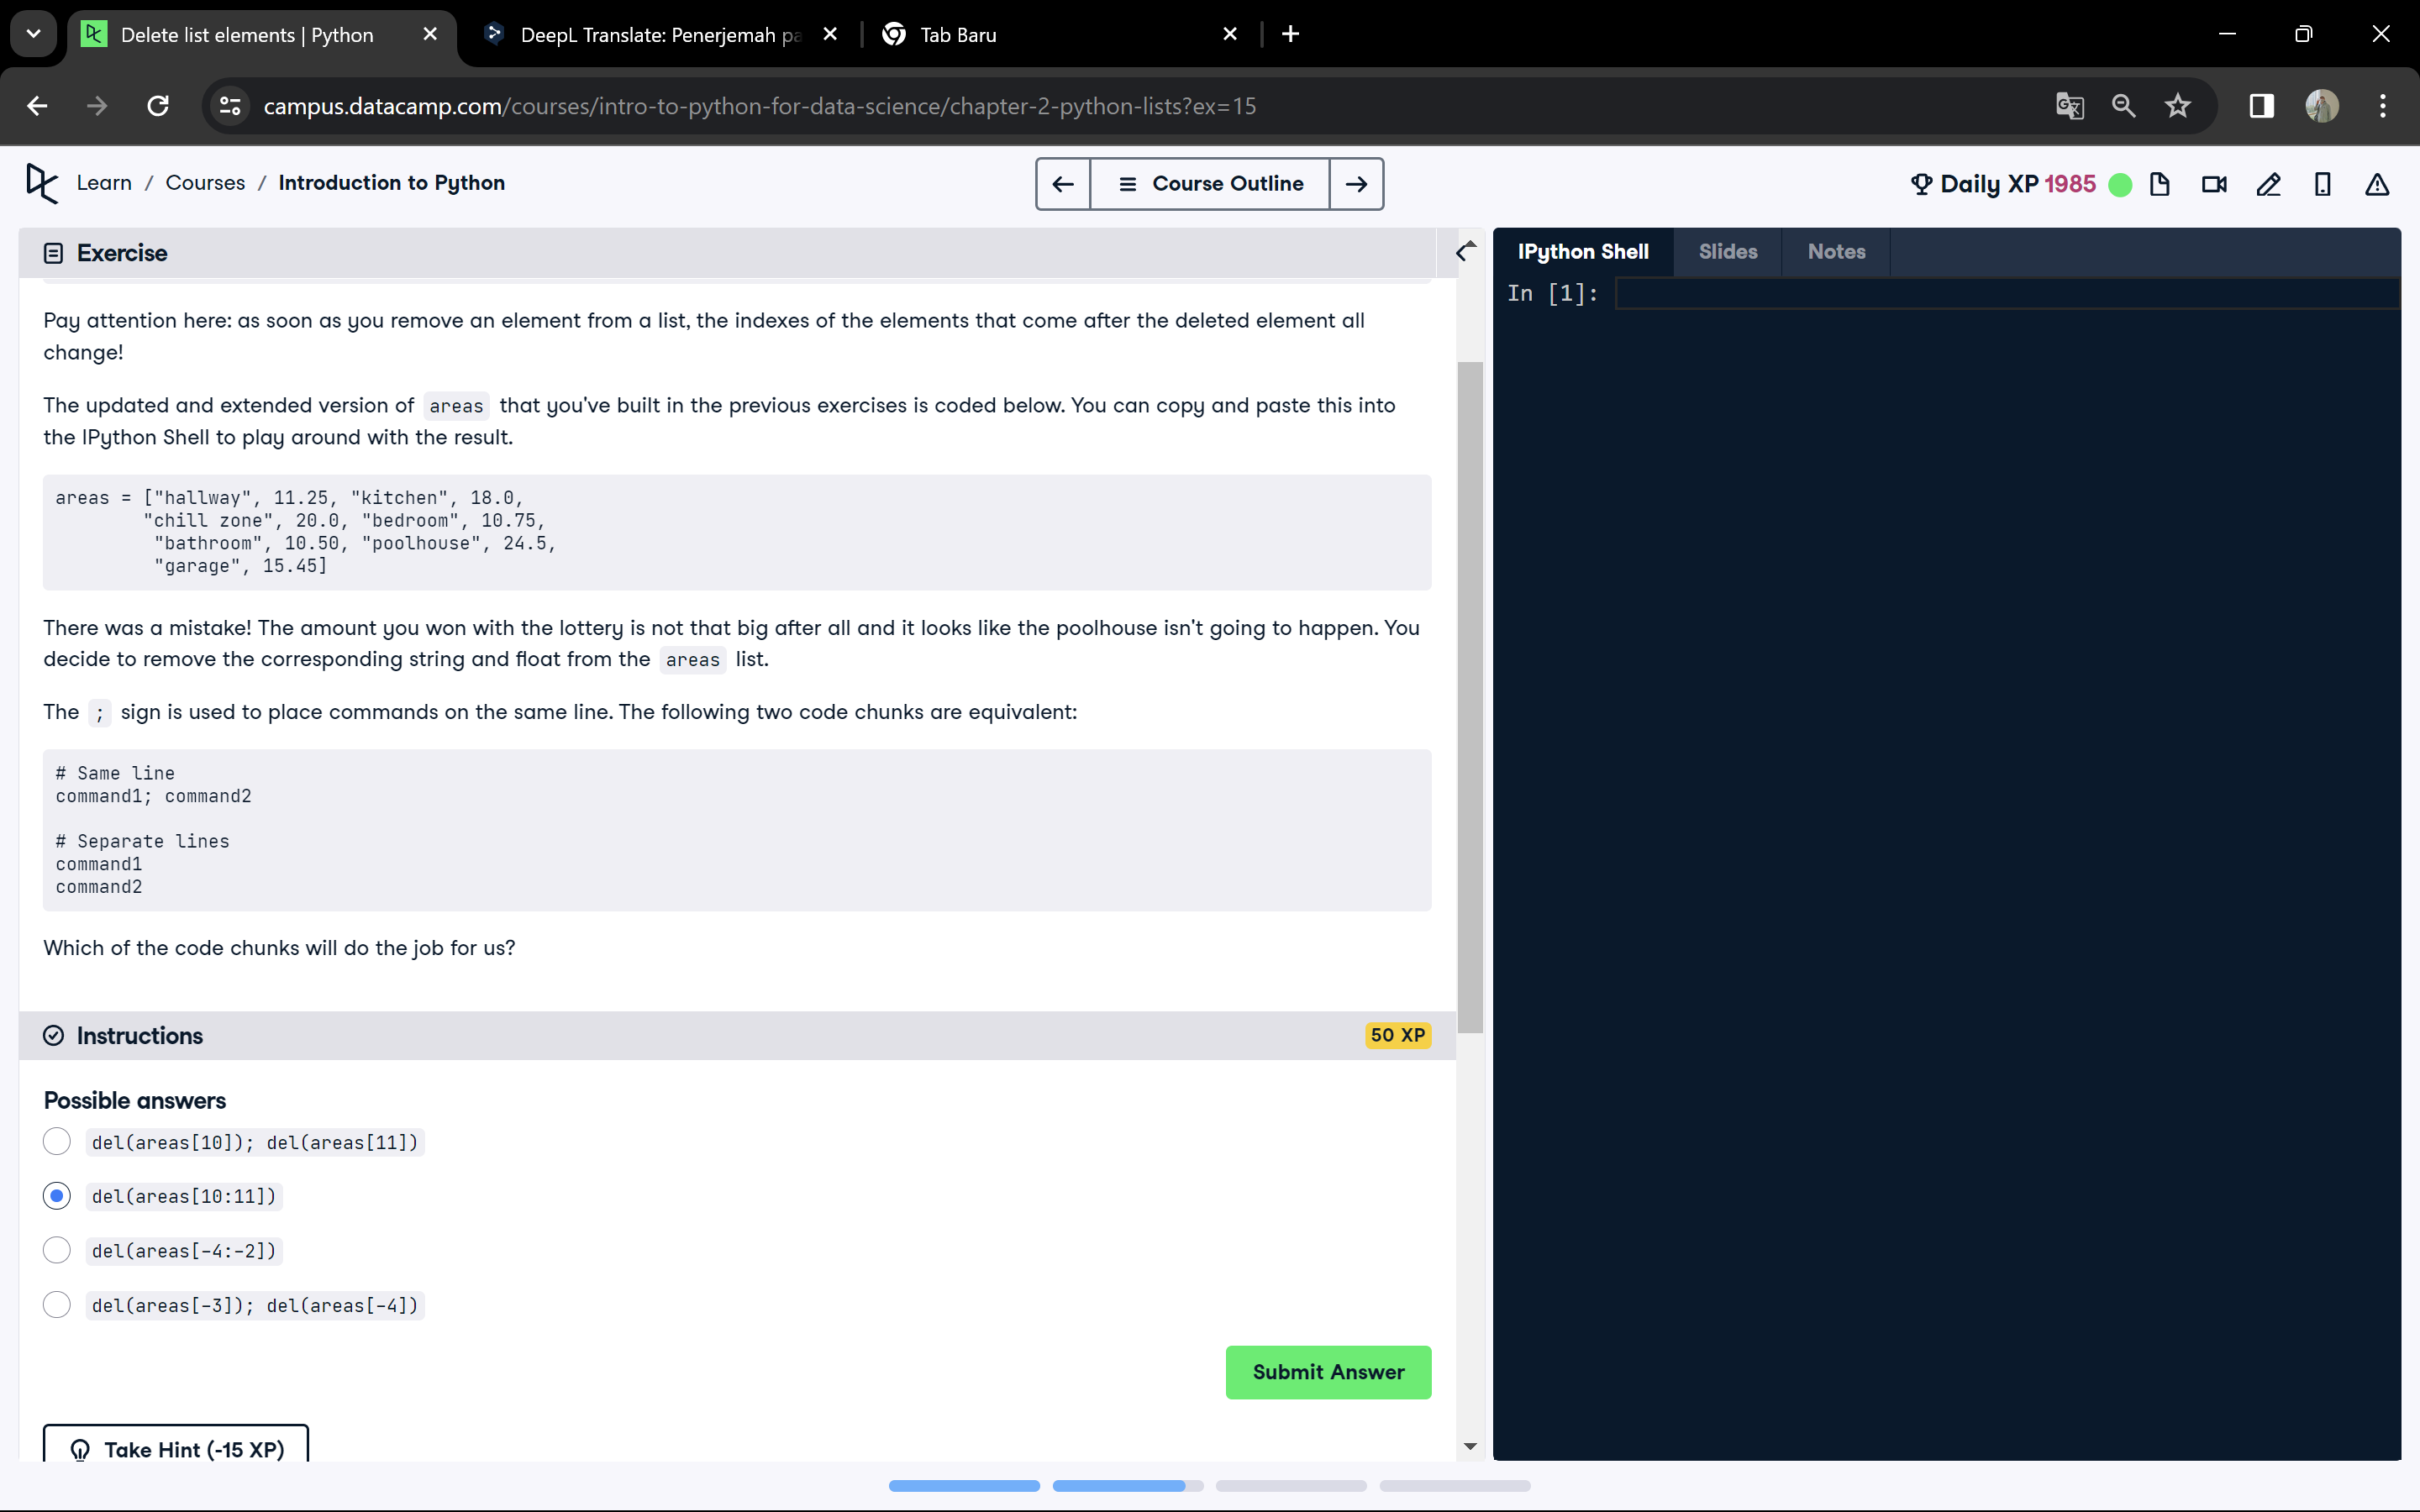 Delete list elements | Python
DeepL Translate: Penerjemah pa
Tab Baru
campus.datacamp.com/courses/intro-to-python-for-data-science/chapter-2-python-lists?ex=15
Learn / Courses / Introduction to Python
Course Outline
Daily XP 1985
Exercise
IPython Shell
Slides
Notes
In [1]:
Pay attention here: as soon as you remove an element from a list, the indexes of the elements that come after the deleted element all
change!
The updated and extended version of areas that you've built in the previous exercises is coded below. You can copy and paste this into
the IPython Shell to play around with the result.
areas = ["hallway", 11.25, "kitchen", 18.0,
"chill zone", 20.0, "bedroom", 10.75,
"bathroom", 10.50, "poolhouse", 24.5,
"garage", 15.45]
There was a mistake! The amount you won with the lottery is not that big after all and it looks like the poolhouse isn't going to happen. You
decide to remove the corresponding string and float from the areas list.
The ; sign is used to place commands on the same line. The following two code chunks are equivalent:
# Same line
command1; command2
# Separate lines
command1
command2
Which of the code chunks will do the job for us?
Instructions
50 XP
Possible answers
del(areas[10]); del(areas[11])
del(areas[10:11])
del(areas[-4:-2])
del(areas[-3]); del(areas[-4])
Submit Answer
Take Hint (-15 XP)